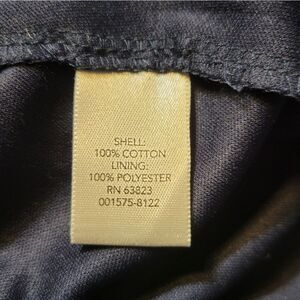 SHELL:
100% COTTON
LINING:
100% POLYESTER
RN 63823
001575-8122